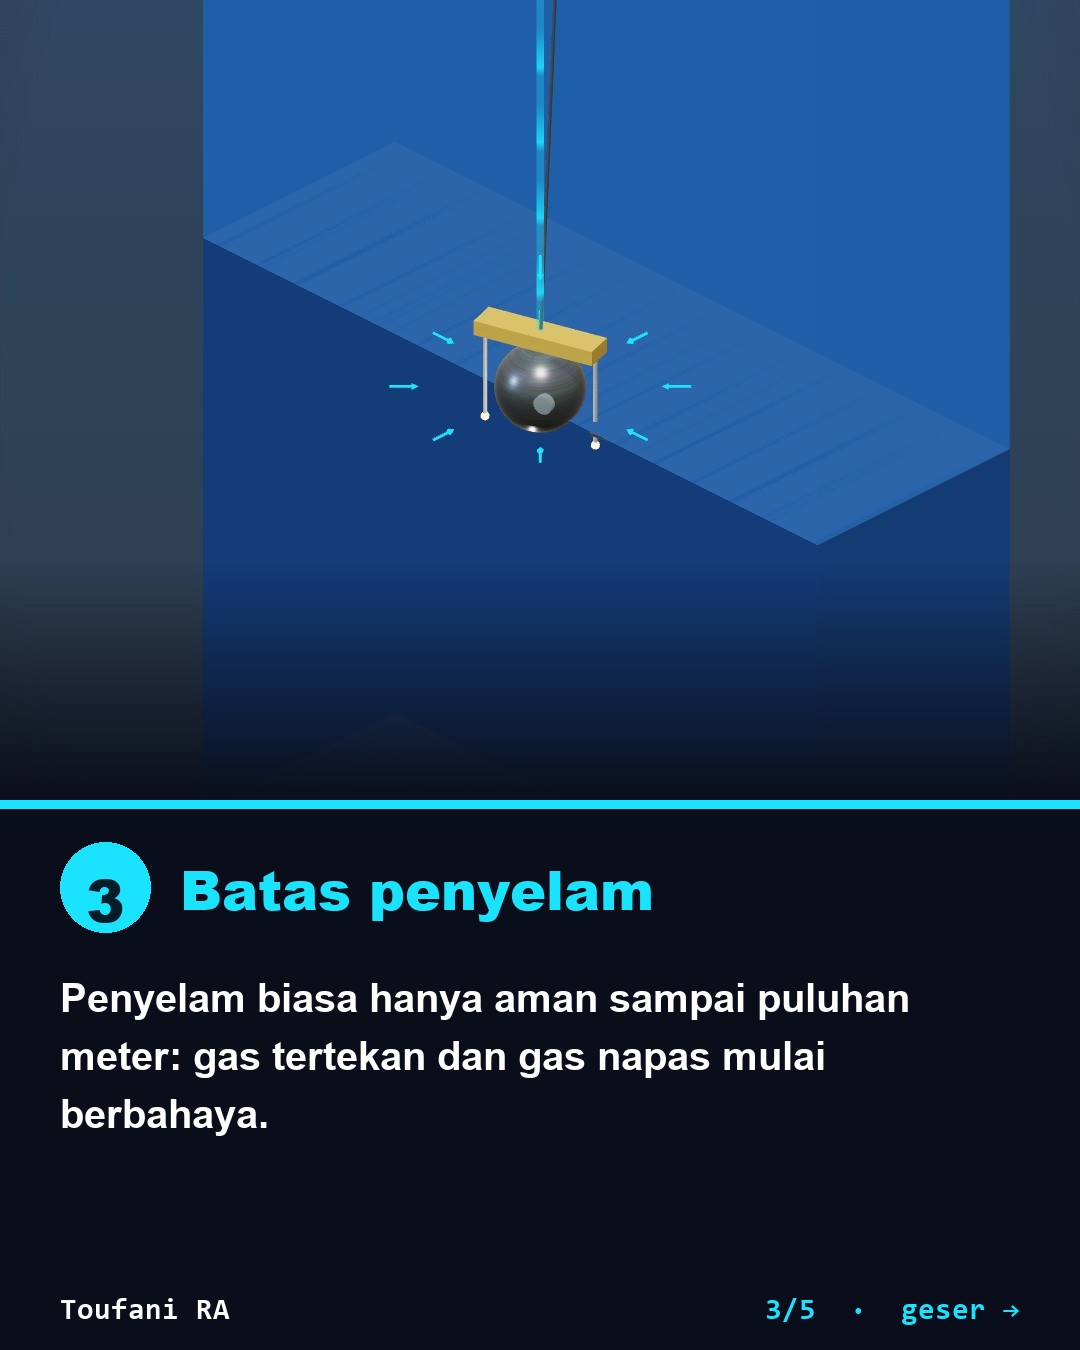 3 Batas penyelam
Penyelam biasa hanya aman sampai puluhan
meter: gas tertekan dan gas napas mulai
berbahaya.
Toufani RA 3/5 · geser →